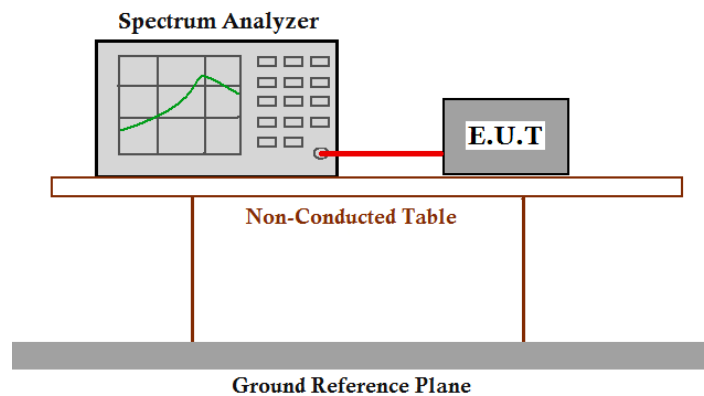 Spectrum Analyzer
E.U.T
Non-Conducted Table
Ground Reference Plane